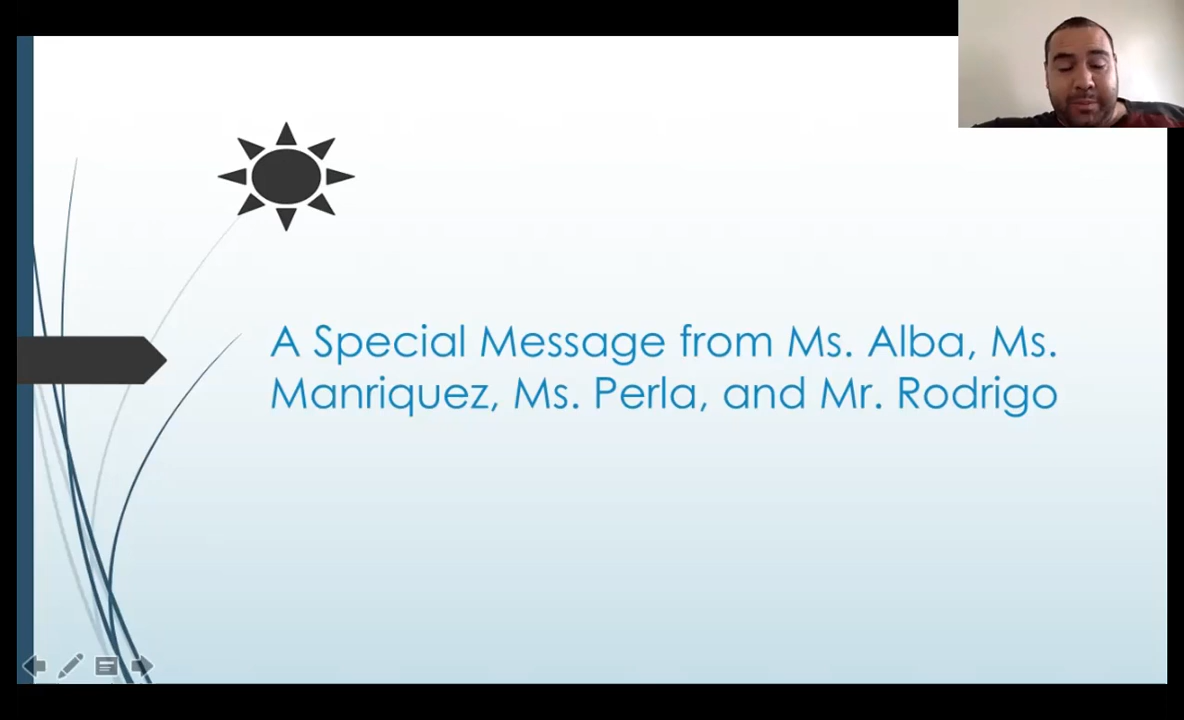 A Special Message from Ms. Alba, Ms.
Manriquez, Ms. Perla, and Mr. Rodrigo